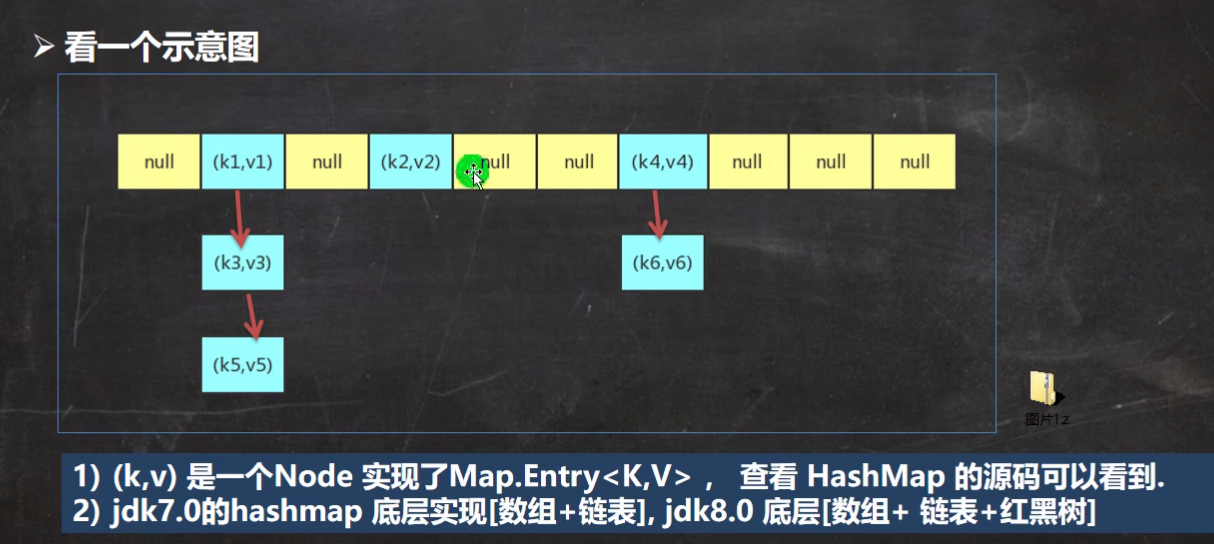 ➢ 看一个示意图
null (k1,v1) null (k2,v2) null null (k4,v4) null null null
(k3,v3) (k6,v6)
(k5,v5)
图片1.z
1) (k,v) 是一个Node 实现了Map.Entry<K,V> ， 查看 HashMap 的源码可以看到.
2) jdk7.0的hashmap 底层实现[数组+链表], jdk8.0 底层[数组+ 链表+红黑树]